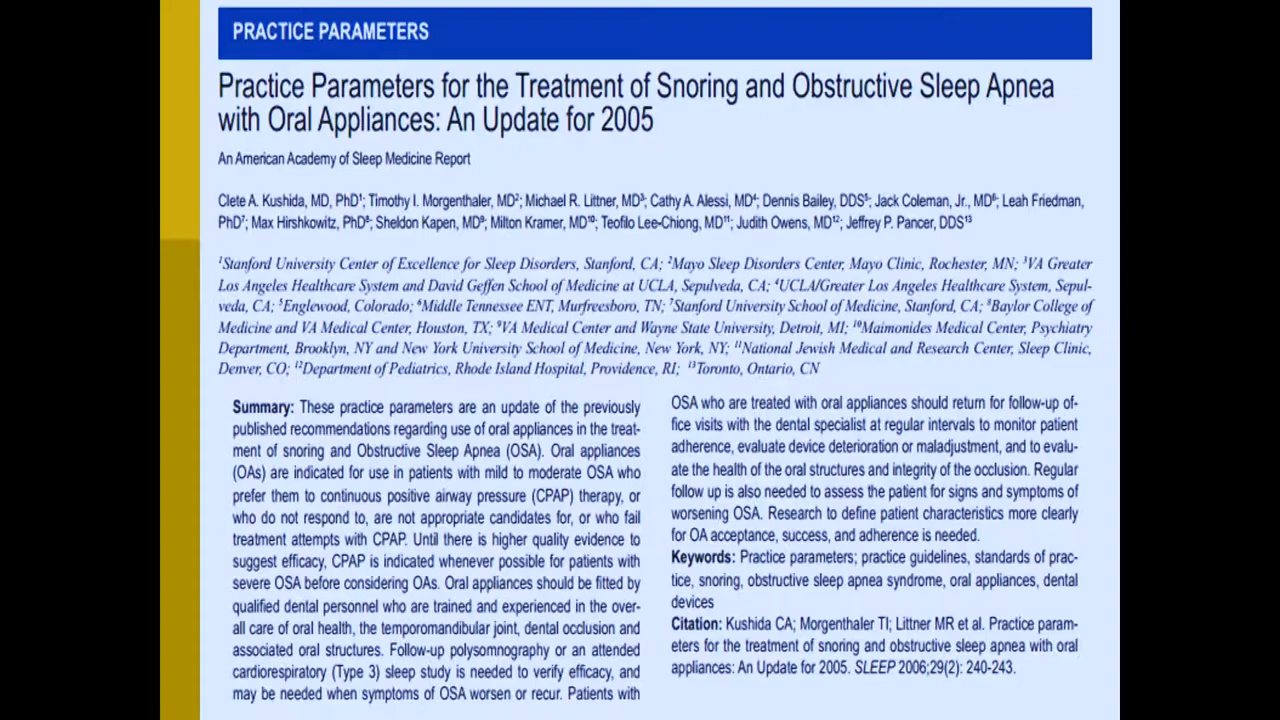 PRACTICE PARAMETERS
Practice Parameters for the Treatment of Snoring and Obstructive Sleep Apnea
with Oral Appliances: An Update for 2005
An American Academy of Sleep Medicine Report
Clete A. Kushida, MD, PhD¹; Timothy I. Morgenthaler, MD²; Michael R. Littner, MD³; Cathy A. Alessi, MD⁴; Dennis Bailey, DDS⁵; Jack Coleman, Jr., MD⁶; Leah Friedman,
PhD⁷; Max Hirshkowitz, PhD⁸; Sheldon Kapen, MD⁹; Milton Kramer, MD¹⁰; Teofilo Lee-Chiong, MD¹¹; Judith Owens, MD¹²; Jeffrey P. Pancer, DDS¹³
¹Stanford University Center of Excellence for Sleep Disorders, Stanford, CA; ²Mayo Sleep Disorders Center, Mayo Clinic, Rochester, MN; ³VA Greater
Los Angeles Healthcare System and David Geffen School of Medicine at UCLA, Sepulveda, CA; ⁴UCLA/Greater Los Angeles Healthcare System, Sepul-
veda, CA; ⁵Englewood, Colorado; ⁶Middle Tennessee ENT, Murfreesboro, TN; ⁷Stanford University School of Medicine, Stanford, CA; ⁸Baylor College of
Medicine and VA Medical Center, Houston, TX; ⁹VA Medical Center and Wayne State University, Detroit, MI; ¹⁰Maimonides Medical Center, Psychiatry
Department, Brooklyn, NY and New York University School of Medicine, New York, NY; ¹¹National Jewish Medical and Research Center, Sleep Clinic,
Denver, CO; ¹²Department of Pediatrics, Rhode Island Hospital, Providence, RI; ¹³Toronto, Ontario, CN
Summary: These practice parameters are an update of the previously
published recommendations regarding use of oral appliances in the treat-
ment of snoring and Obstructive Sleep Apnea (OSA). Oral appliances
(OAs) are indicated for use in patients with mild to moderate OSA who
prefer them to continuous positive airway pressure (CPAP) therapy, or
who do not respond to, are not appropriate candidates for, or who fail
treatment attempts with CPAP. Until there is higher quality evidence to
suggest efficacy, CPAP is indicated whenever possible for patients with
severe OSA before considering OAs. Oral appliances should be fitted by
qualified dental personnel who are trained and experienced in the over-
all care of oral health, the temporomandibular joint, dental occlusion and
associated oral structures. Follow-up polysomnography or an attended
cardiorespiratory (Type 3) sleep study is needed to verify efficacy, and
may be needed when symptoms of OSA worsen or recur. Patients with
OSA who are treated with oral appliances should return for follow-up of-
fice visits with the dental specialist at regular intervals to monitor patient
adherence, evaluate device deterioration or maladjustment, and to evalu-
ate the health of the oral structures and integrity of the occlusion. Regular
follow up is also needed to assess the patient for signs and symptoms of
worsening OSA. Research to define patient characteristics more clearly
for OA acceptance, success, and adherence is needed.
Keywords: Practice parameters; practice guidelines, standards of prac-
tice, snoring, obstructive sleep apnea syndrome, oral appliances, dental
devices
Citation: Kushida CA; Morgenthaler TI; Littner MR et al. Practice param-
eters for the treatment of snoring and obstructive sleep apnea with oral
appliances: An Update for 2005. SLEEP 2006;29(2): 240-243.